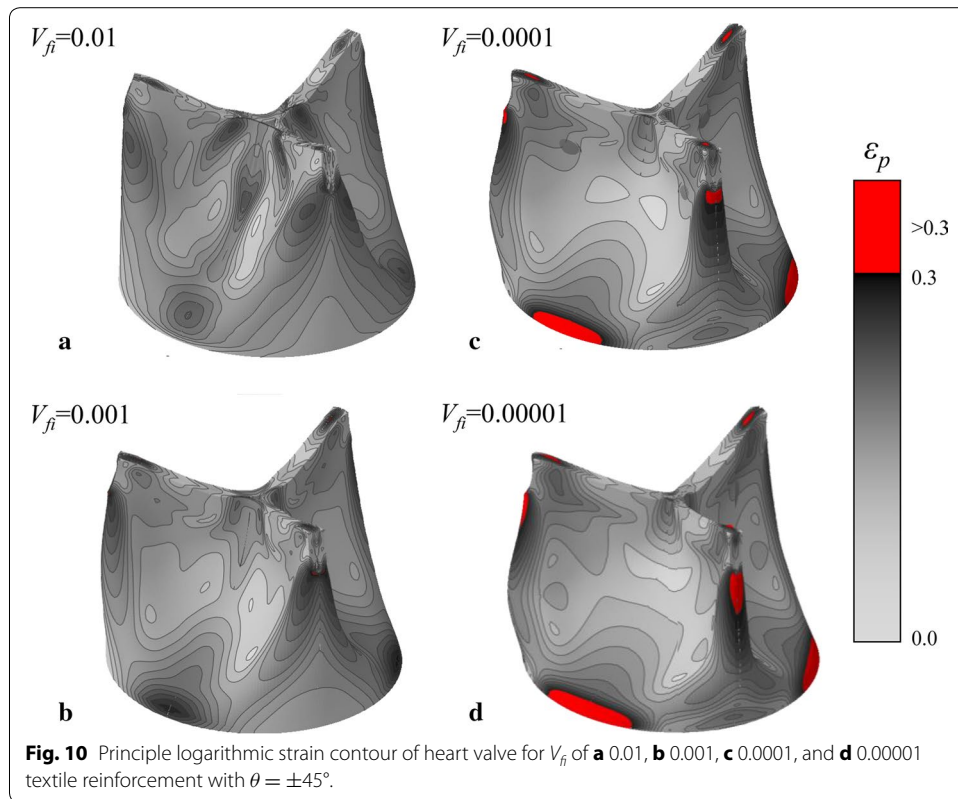 V_fi=0.01
a
V_fi=0.0001
c
ε_p
>0.3
0.3
0.0
V_fi=0.001
b
V_fi=0.00001
d
Fig. 10 Principle logarithmic strain contour of heart valve for V_fi of a 0.01, b 0.001, c 0.0001, and d 0.00001
textile reinforcement with θ = ±45°.